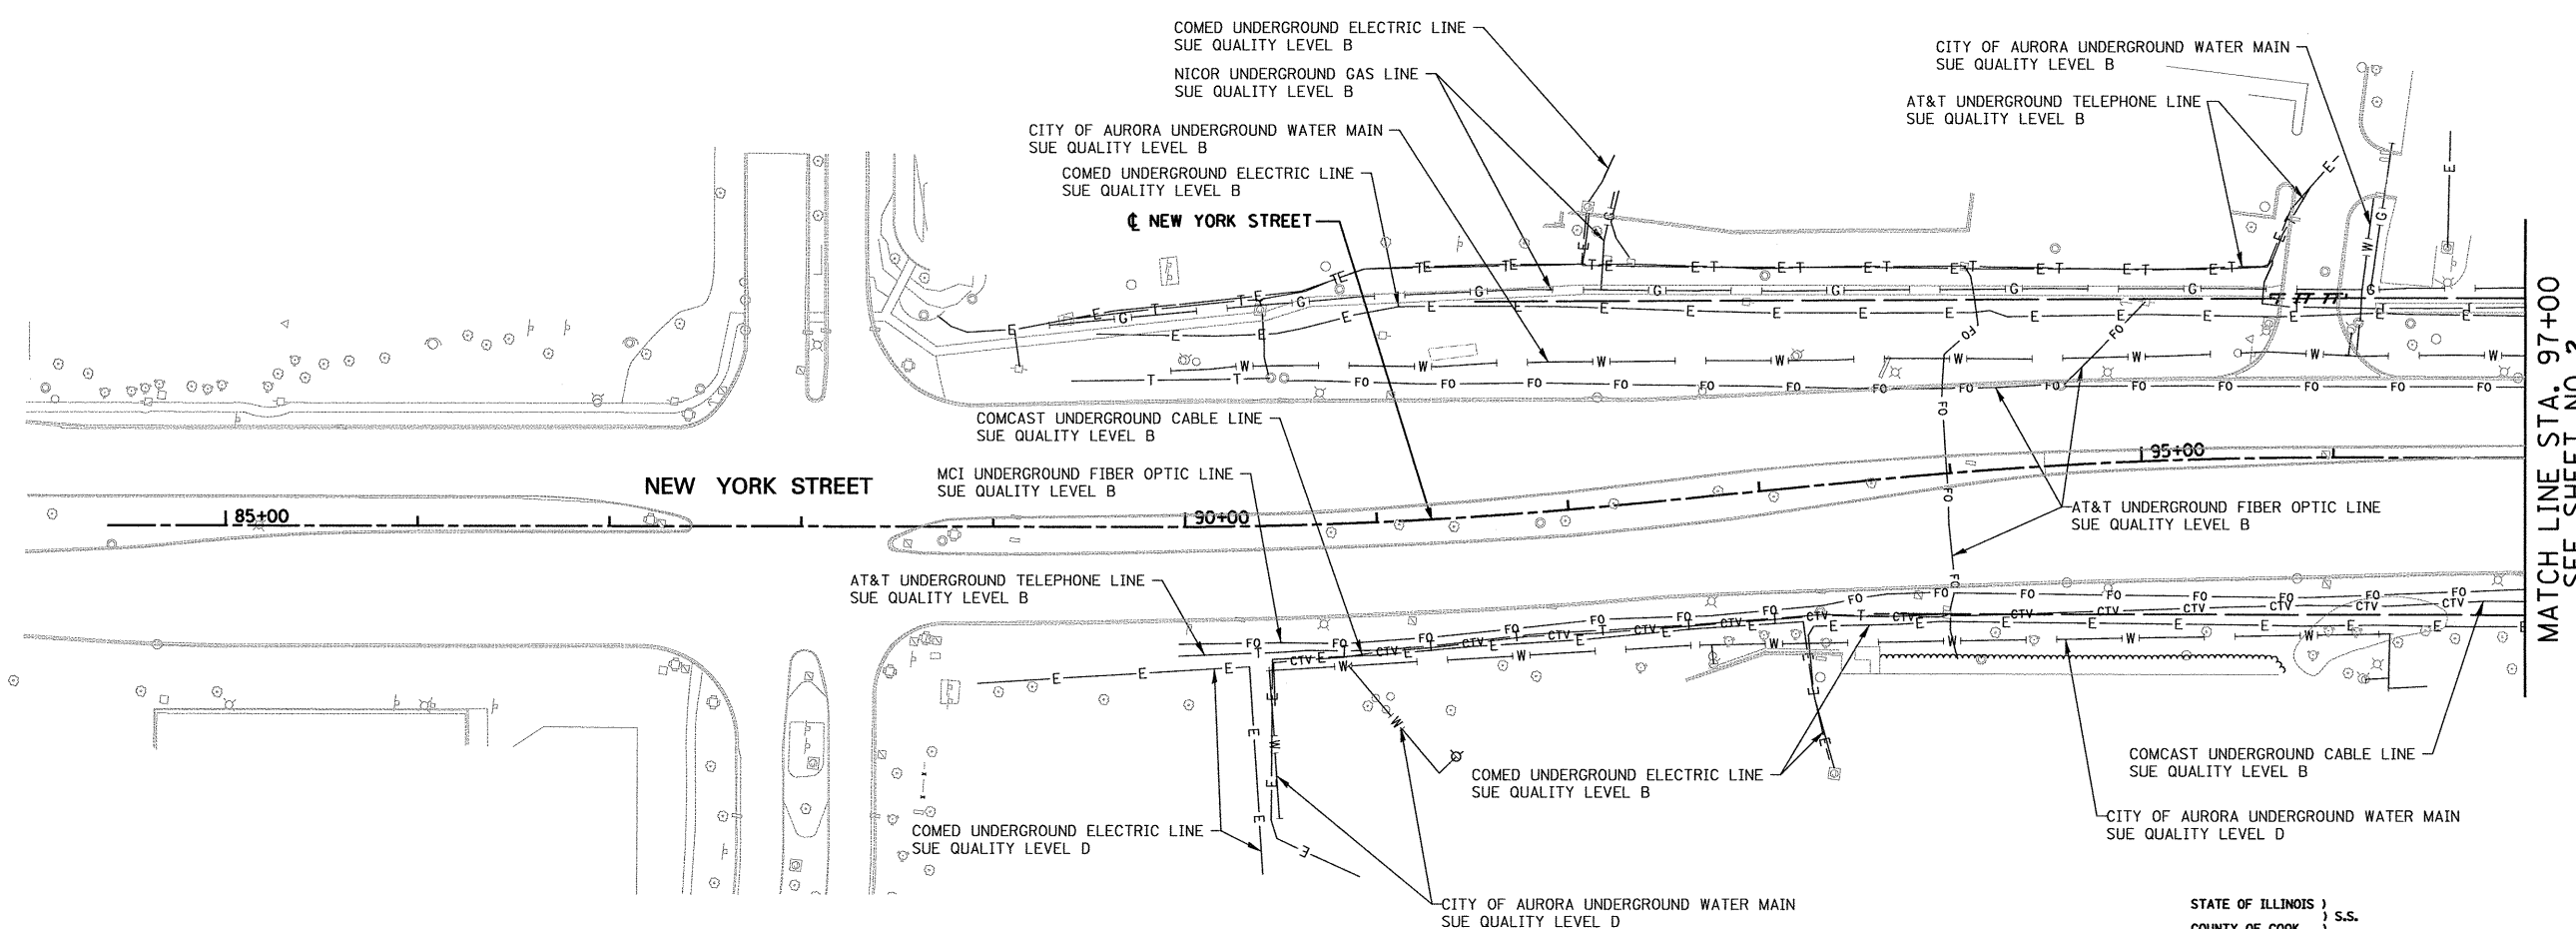 COMED UNDERGROUND ELECTRIC LINE
SUE QUALITY LEVEL B
NICOR UNDERGROUND GAS LINE
SUE QUALITY LEVEL B
CITY OF AURORA UNDERGROUND WATER MAIN
SUE QUALITY LEVEL B
COMED UNDERGROUND ELECTRIC LINE
SUE QUALITY LEVEL B
℄ NEW YORK STREET
CITY OF AURORA UNDERGROUND WATER MAIN
SUE QUALITY LEVEL B
AT&T UNDERGROUND TELEPHONE LINE
SUE QUALITY LEVEL B
COMCAST UNDERGROUND CABLE LINE
SUE QUALITY LEVEL B
MCI UNDERGROUND FIBER OPTIC LINE
SUE QUALITY LEVEL B
NEW YORK STREET
85+00
90+00
95+00
AT&T UNDERGROUND FIBER OPTIC LINE
SUE QUALITY LEVEL B
AT&T UNDERGROUND TELEPHONE LINE
SUE QUALITY LEVEL B
COMED UNDERGROUND ELECTRIC LINE
SUE QUALITY LEVEL D
COMED UNDERGROUND ELECTRIC LINE
SUE QUALITY LEVEL B
CITY OF AURORA UNDERGROUND WATER MAIN
SUE QUALITY LEVEL D
COMCAST UNDERGROUND CABLE LINE
SUE QUALITY LEVEL B
CITY OF AURORA UNDERGROUND WATER MAIN
SUE QUALITY LEVEL D
MATCH LINE STA. 97+00
SEE SHEET NO. 2
STATE OF ILLINOIS )
) S.S.
COUNTY OF COOK )